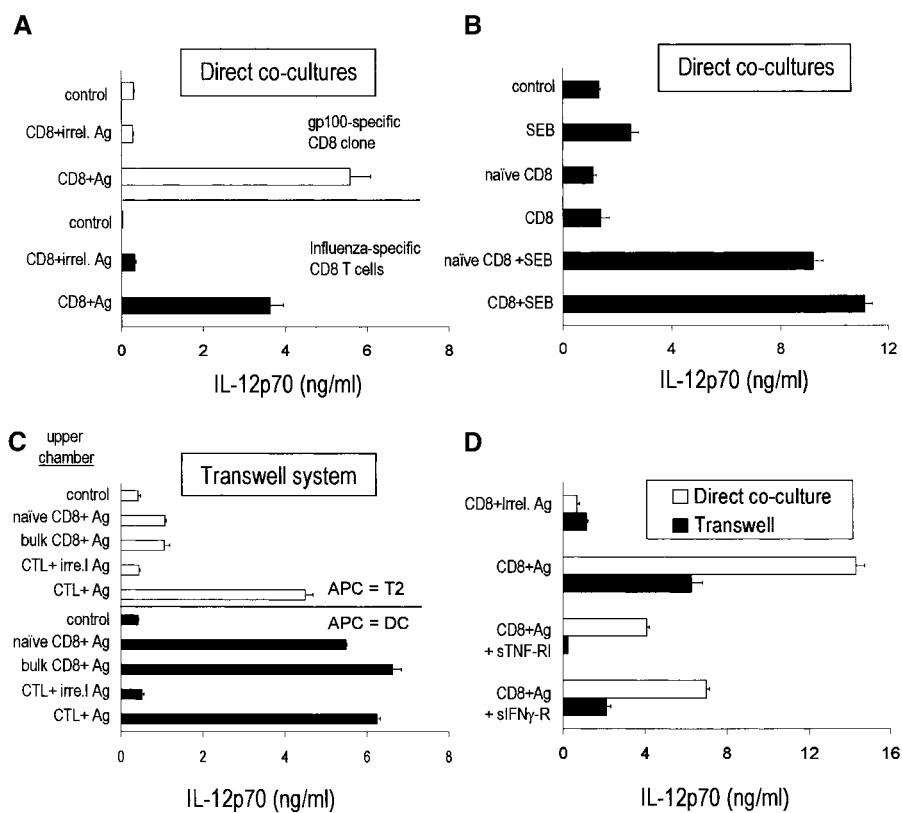 A
Direct co-cultures
control
CD8+irrel. Ag
gp100-specific
CD8 clone
CD8+Ag
control
CD8+irrel. Ag
Influenza-specific
CD8 T cells
CD8+Ag
0 2 4 6 8
IL-12p70 (ng/ml)
B
Direct co-cultures
control
SEB
naïve CD8
CD8
naïve CD8 +SEB
CD8+SEB
0 4 8 12
IL-12p70 (ng/ml)
C
upper
chamber
Transwell system
control
naïve CD8+ Ag
bulk CD8+ Ag
CTL+ irre.l Ag
CTL+ Ag
APC = T2
control
APC = DC
naïve CD8+ Ag
bulk CD8+ Ag
CTL+ irre.l Ag
CTL+ Ag
0 2 4 6 8
IL-12p70 (ng/ml)
D
Direct co-culture
Transwell
CD8+Irrel. Ag
CD8+Ag
CD8+Ag
+ sTNF-RI
CD8+Ag
+ sIFNγ-R
0 4 8 12 16
IL-12p70 (ng/ml)